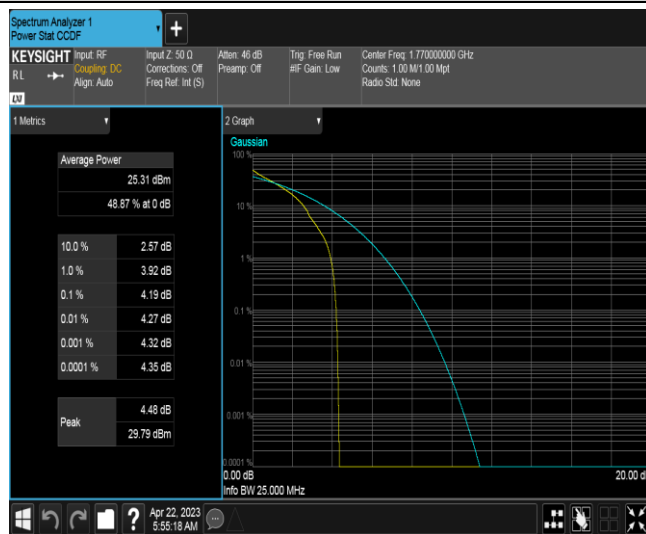 Spectrum Analyzer 1
Power Stat CCDF
+
KEYSIGHT
RL
LXI
Input: RF
Coupling: DC
Align: Auto
Input Z: 50 Ω
Corrections: Off
Freq Ref: Int (S)
Atten: 46 dB
Preamp: Off
Trig: Free Run
#IF Gain: Low
Center Freq: 1.770000000 GHz
Counts: 1.00 M/1.00 Mpt
Radio Std: None
1 Metrics
Average Power
25.31 dBm
48.87 % at 0 dB
10.0 % 2.57 dB
1.0 % 3.92 dB
0.1 % 4.19 dB
0.01 % 4.27 dB
0.001 % 4.32 dB
0.0001 % 4.35 dB
Peak
4.48 dB
29.79 dBm
2 Graph
Gaussian
100 %
10 %
1 %
0.1 %
0.01 %
0.001 %
0.0001 %
0.00 dB
20.00 d
Info BW 25.000 MHz
?
Apr 22, 2023
5:55:18 AM